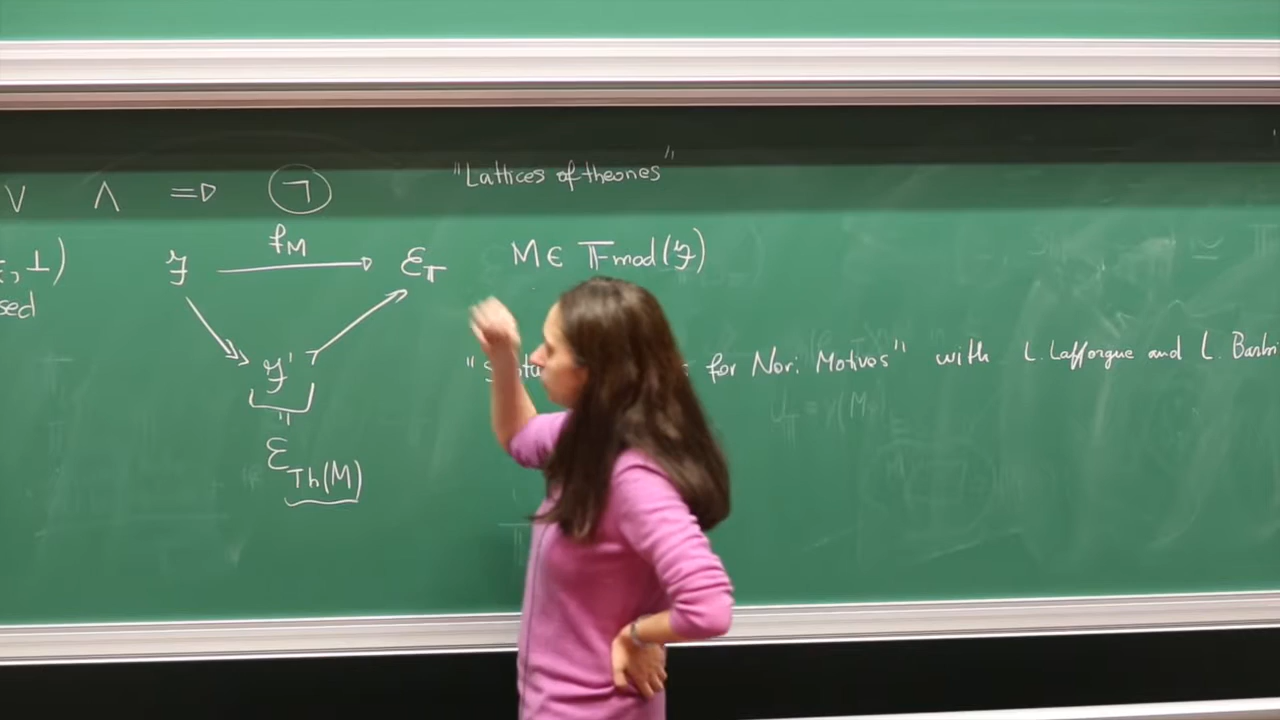 ∨ ∧ ⇒ ¬ "Lattices of theories"
, ⊥)
sed
ℱ f_M ℰ_𝕋 M ∈ 𝕋-mod(ℱ)
ℱ'
"
ℰ_Th(M)
for Nori Motives" with L. Lafforgue and L. Barbi